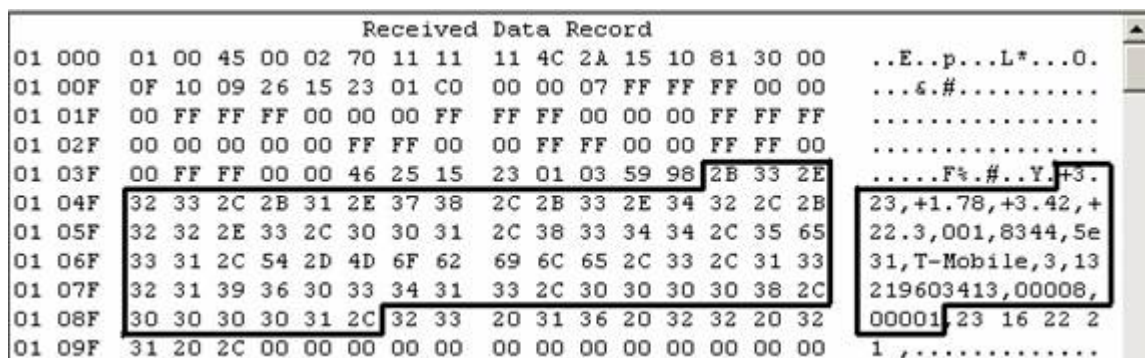 Received Data Record
01 000 01 00 45 00 02 70 11 11 11 4C 2A 15 10 81 30 00 ..E..p...L*...0.
01 00F 0F 10 09 26 15 23 01 C0 00 00 07 FF FF FF 00 00 ...&.#..........
01 01F 00 FF FF FF 00 00 00 FF FF FF 00 00 00 FF FF FF ................
01 02F 00 00 00 00 00 FF FF 00 00 FF FF 00 00 FF FF 00 ................
01 03F 00 FF FF 00 00 46 25 15 23 01 03 59 98 2B 33 2E .....F%.#..Y.+3.
01 04F 32 33 2C 2B 31 2E 37 38 2C 2B 33 2E 34 32 2C 2B 23,+1.78,+3.42,+
01 05F 32 32 2E 33 2C 30 30 31 2C 38 33 34 34 2C 35 65 22.3,001,8344,5e
01 06F 33 31 2C 54 2D 4D 6F 62 69 6C 65 2C 33 2C 31 33 31,T-Mobile,3,13
01 07F 32 31 39 36 30 33 34 31 33 2C 30 30 30 30 38 2C 219603413,00008,
01 08F 30 30 30 30 31 2C 32 33 20 31 36 20 32 32 20 32 00001,23 16 22 2
01 09F 31 20 2C 00 00 00 00 00 00 00 00 00 00 00 00 00 1 ,.............